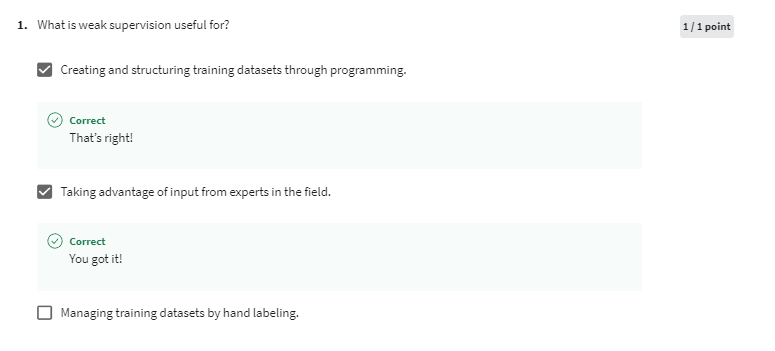 1. What is weak supervision useful for?
1 / 1 point
Creating and structuring training datasets through programming.
Correct
That's right!
Taking advantage of input from experts in the field.
Correct
You got it!
Managing training datasets by hand labeling.